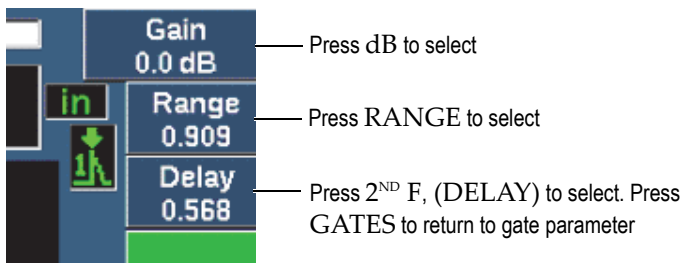 Gain
0.0 dB
Press dB to select
in
Range
0.909
Press RANGE to select
1
Delay
0.568
Press 2ND F, (DELAY) to select. Press
GATES to return to gate parameter